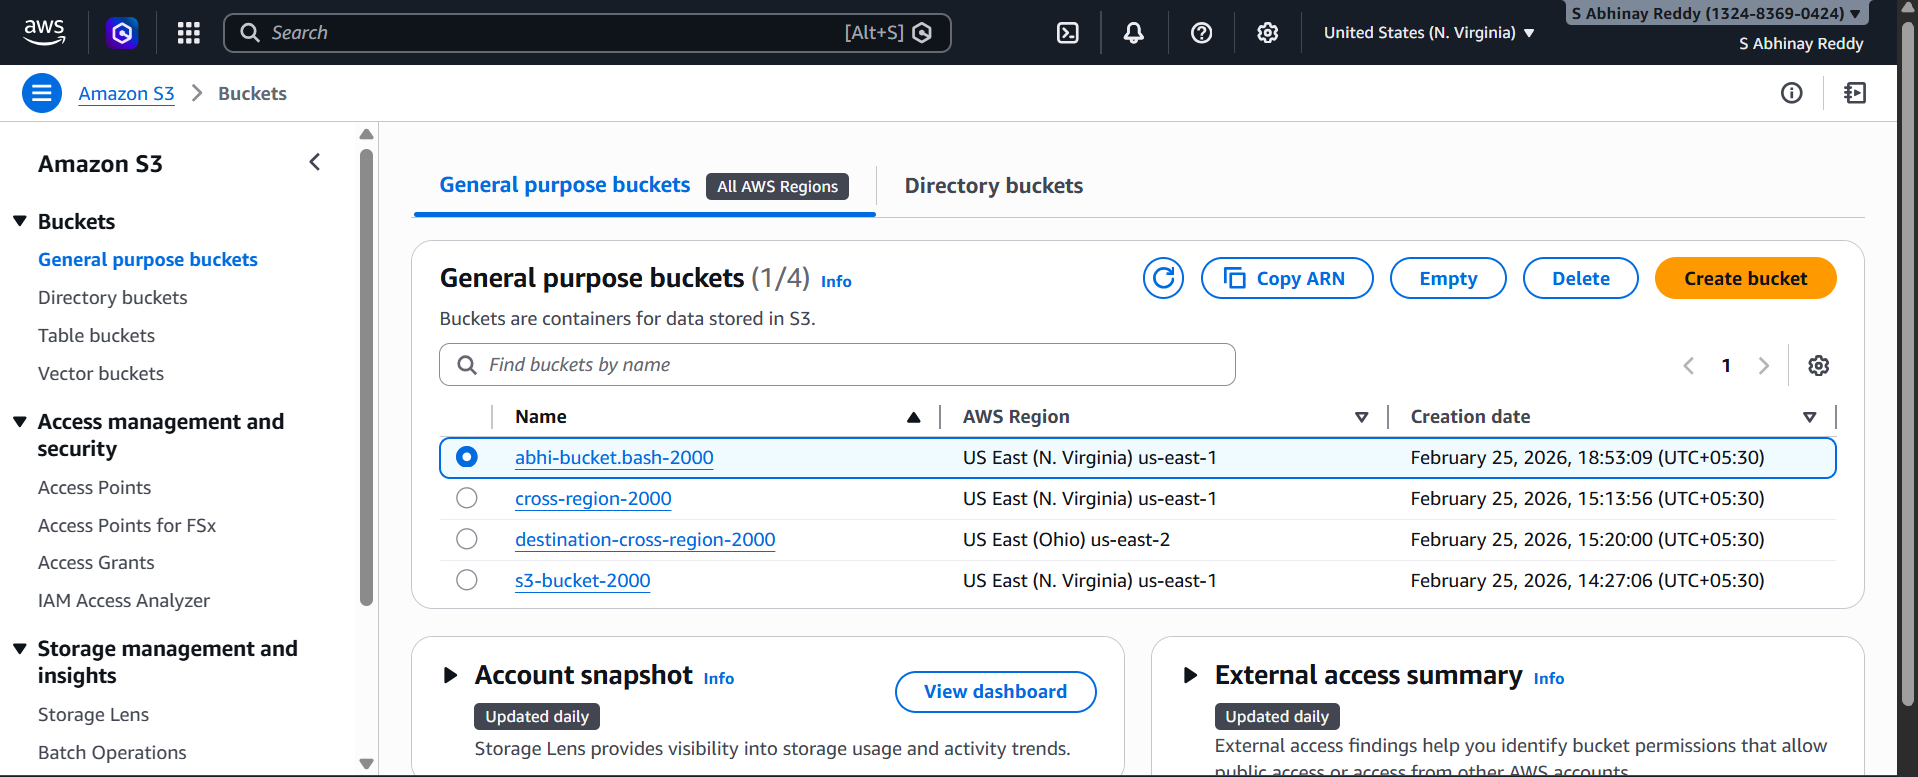 aws
Search
[Alt+S]
United States (N. Virginia)
S Abhinay Reddy (1324-8369-0424)
S Abhinay Reddy
Amazon S3
Buckets
Amazon S3
Buckets
General purpose buckets
Directory buckets
Table buckets
Vector buckets
Access management and
security
Access Points
Access Points for FSx
Access Grants
IAM Access Analyzer
Storage management and
insights
Storage Lens
Batch Operations
General purpose buckets All AWS Regions
Directory buckets
General purpose buckets (1/4) Info
Copy ARN
Empty
Delete
Create bucket
Buckets are containers for data stored in S3.
Find buckets by name
1
Name AWS Region Creation date
abhi-bucket.bash-2000 US East (N. Virginia) us-east-1 February 25, 2026, 18:53:09 (UTC+05:30)
cross-region-2000 US East (N. Virginia) us-east-1 February 25, 2026, 15:13:56 (UTC+05:30)
destination-cross-region-2000 US East (Ohio) us-east-2 February 25, 2026, 15:20:00 (UTC+05:30)
s3-bucket-2000 US East (N. Virginia) us-east-1 February 25, 2026, 14:27:06 (UTC+05:30)
Account snapshot Info
View dashboard
Updated daily
Storage Lens provides visibility into storage usage and activity trends.
External access summary Info
Updated daily
External access findings help you identify bucket permissions that allow
public access or access from other AWS accounts.